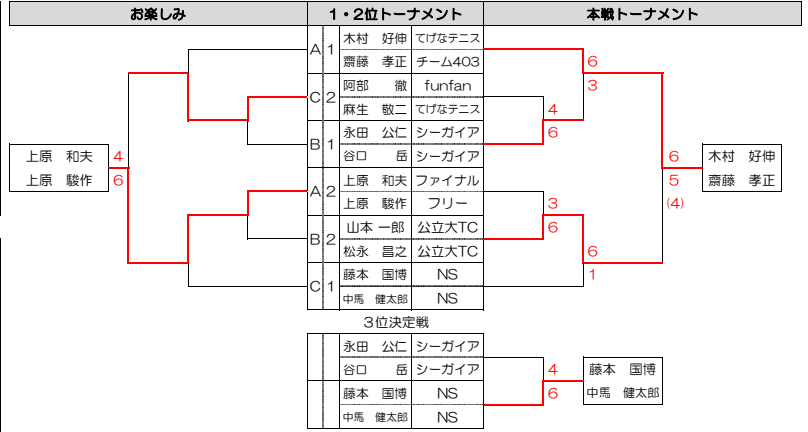 お楽しみ １・２位トーナメント 本戦トーナメント
A 1 木村　好伸 てげなテニス
齋藤　孝正 チーム403
6
3
C 2 阿部　　徹 funfan
麻生　敬二 てげなテニス
4
6
B 1 永田　公仁 シーガイア
谷口　　岳 シーガイア
上原　和夫 4
上原　駿作 6
6 木村　好伸
5 齋藤　孝正
(4)
A 2 上原　和夫 ファイナル
上原　駿作 フリー
3
6
B 2 山本 一郎 公立大TC
松永　昌之 公立大TC
6
1
C 1 藤本　国博 NS
中馬　健太郎 NS
３位決定戦
永田　公仁 シーガイア
谷口　　岳 シーガイア
4 藤本　国博
6 中馬　健太郎
藤本　国博 NS
中馬　健太郎 NS